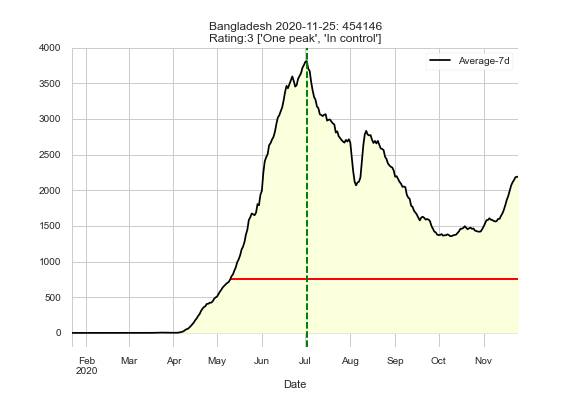 Bangladesh 2020-11-25: 454146
Rating:3 ['One peak', 'In control']
Average-7d
4000
3500
3000
2500
2000
1500
1000
500
0
Feb Mar Apr May Jun Jul Aug Sep Oct Nov
2020
Date